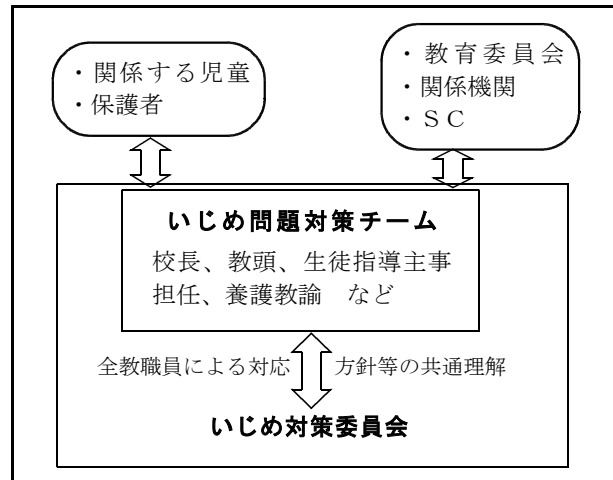 ・関係する児童
・保護者
・教育委員会
・関係機関
・ＳＣ
いじめ問題対策チーム
校長、教頭、生徒指導主事
担任、養護教諭　など
全教職員による対応
方針等の共通理解
いじめ対策委員会